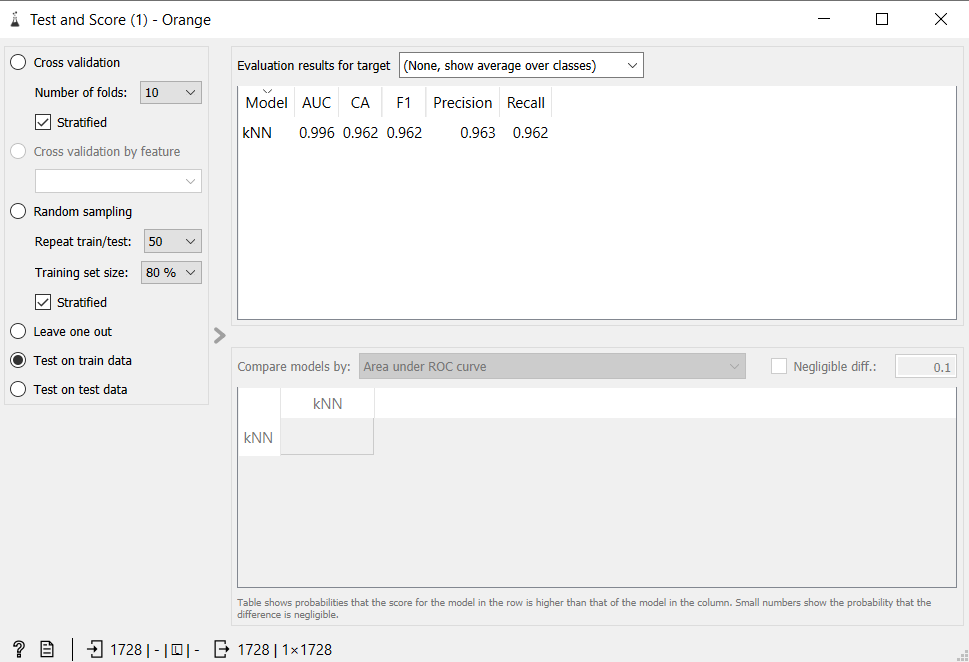 Test and Score (1) - Orange
Cross validation
Number of folds: 10
Stratified
Cross validation by feature
Random sampling
Repeat train/test: 50
Training set size: 80 %
Stratified
Leave one out
Test on train data
Test on test data
Evaluation results for target (None, show average over classes)
Model AUC CA F1 Precision Recall
kNN 0.996 0.962 0.962 0.963 0.962
Compare models by: Area under ROC curve Negligible diff.: 0.1
kNN
kNN
Table shows probabilities that the score for the model in the row is higher than that of the model in the column. Small numbers show the probability that the
difference is negligible.
? 1728 | - | | - 1728 | 1×1728